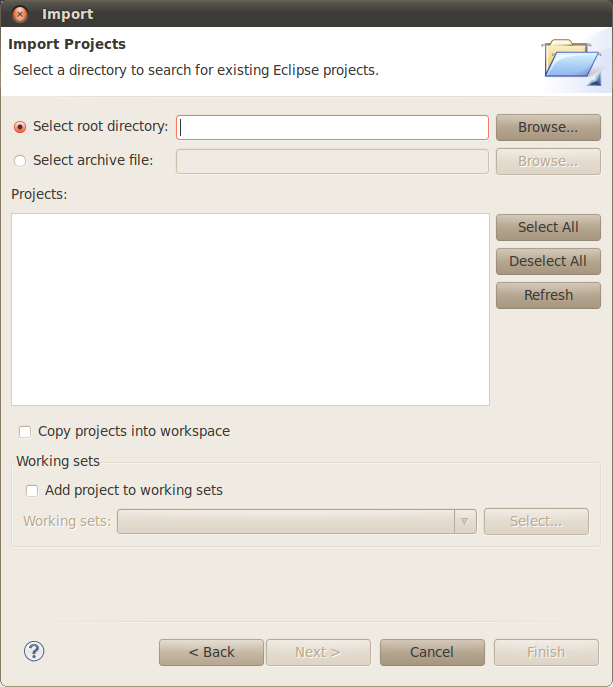 Import
Import Projects
Select a directory to search for existing Eclipse projects.
Select root directory: Browse...
Select archive file: Browse...
Projects:
Select All
Deselect All
Refresh
Copy projects into workspace
Working sets
Add project to working sets
Working sets: Select...
? < Back Next > Cancel Finish